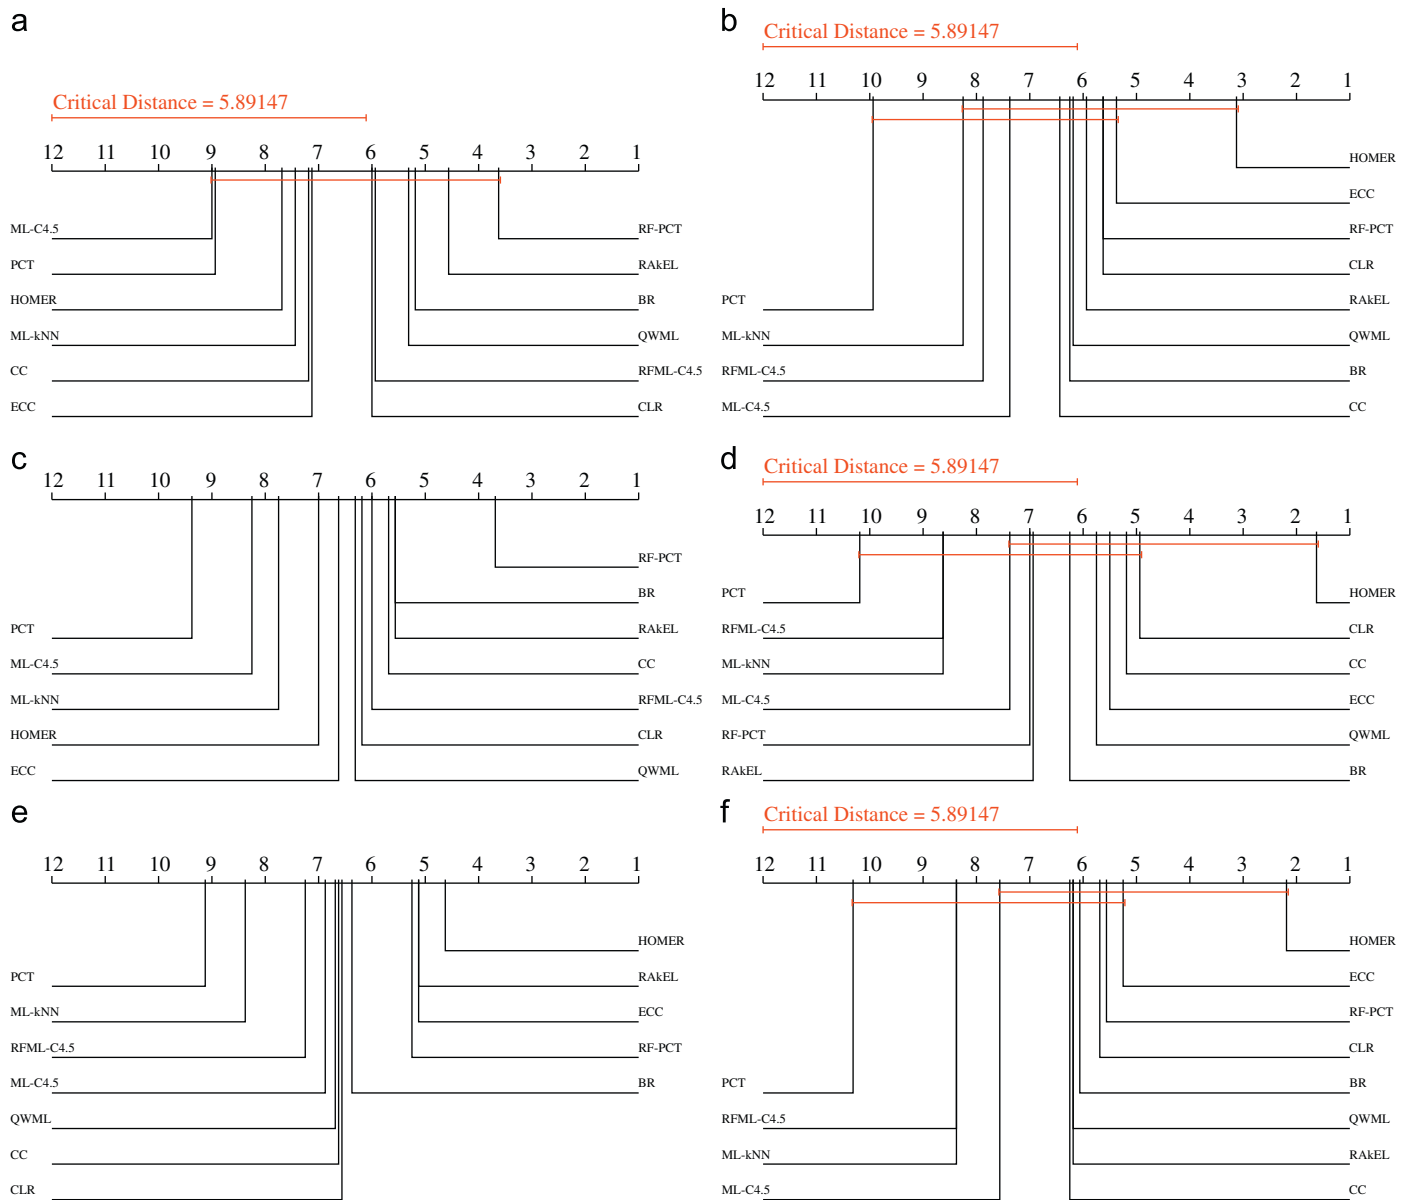 a
Critical Distance = 5.89147
12 11 10 9 8 7 6 5 4 3 2 1
ML-C4.5
PCT
HOMER
ML-kNN
CC
ECC
RF-PCT
RAkEL
BR
QWML
RFML-C4.5
CLR
b
Critical Distance = 5.89147
12 11 10 9 8 7 6 5 4 3 2 1
PCT
ML-kNN
RFML-C4.5
ML-C4.5
HOMER
ECC
RF-PCT
CLR
RAkEL
QWML
BR
CC
c
12 11 10 9 8 7 6 5 4 3 2 1
PCT
ML-C4.5
ML-kNN
HOMER
ECC
RF-PCT
BR
RAkEL
CC
RFML-C4.5
CLR
QWML
d
Critical Distance = 5.89147
12 11 10 9 8 7 6 5 4 3 2 1
PCT
RFML-C4.5
ML-kNN
ML-C4.5
RF-PCT
RAkEL
HOMER
CLR
CC
ECC
QWML
BR
e
12 11 10 9 8 7 6 5 4 3 2 1
PCT
ML-kNN
RFML-C4.5
ML-C4.5
QWML
CC
CLR
HOMER
RAkEL
ECC
RF-PCT
BR
f
Critical Distance = 5.89147
12 11 10 9 8 7 6 5 4 3 2 1
PCT
RFML-C4.5
ML-kNN
ML-C4.5
HOMER
ECC
RF-PCT
CLR
BR
QWML
RAkEL
CC